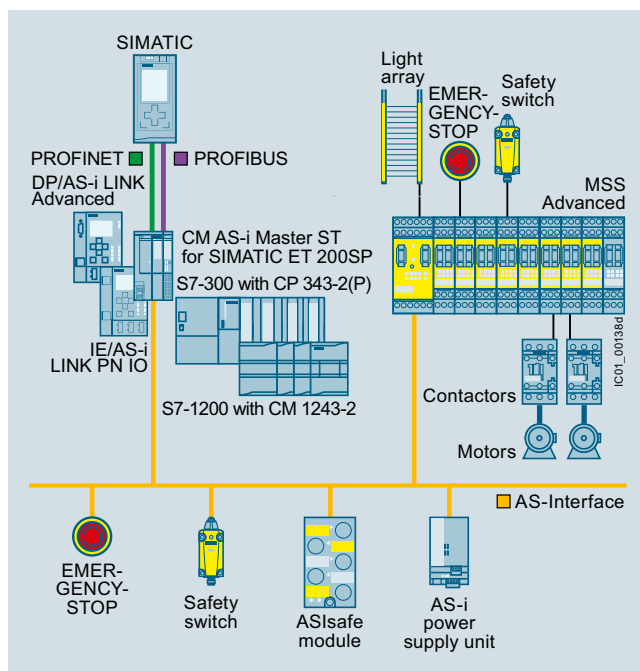 SIMATIC
PROFINET
PROFIBUS
DP/AS-i LINK
Advanced
CM AS-i Master ST
for SIMATIC ET 200SP
S7-300 with CP 343-2(P)
IE/AS-i
LINK PN IO
S7-1200 with CM 1243-2
Light
array
EMER-
GENCY-
STOP
Safety
switch
MSS
Advanced
IC01_00138d
Contactors
Motors
AS-Interface
EMER-
GENCY-
STOP
Safety
switch
ASIsafe
module
AS-i
power
supply unit